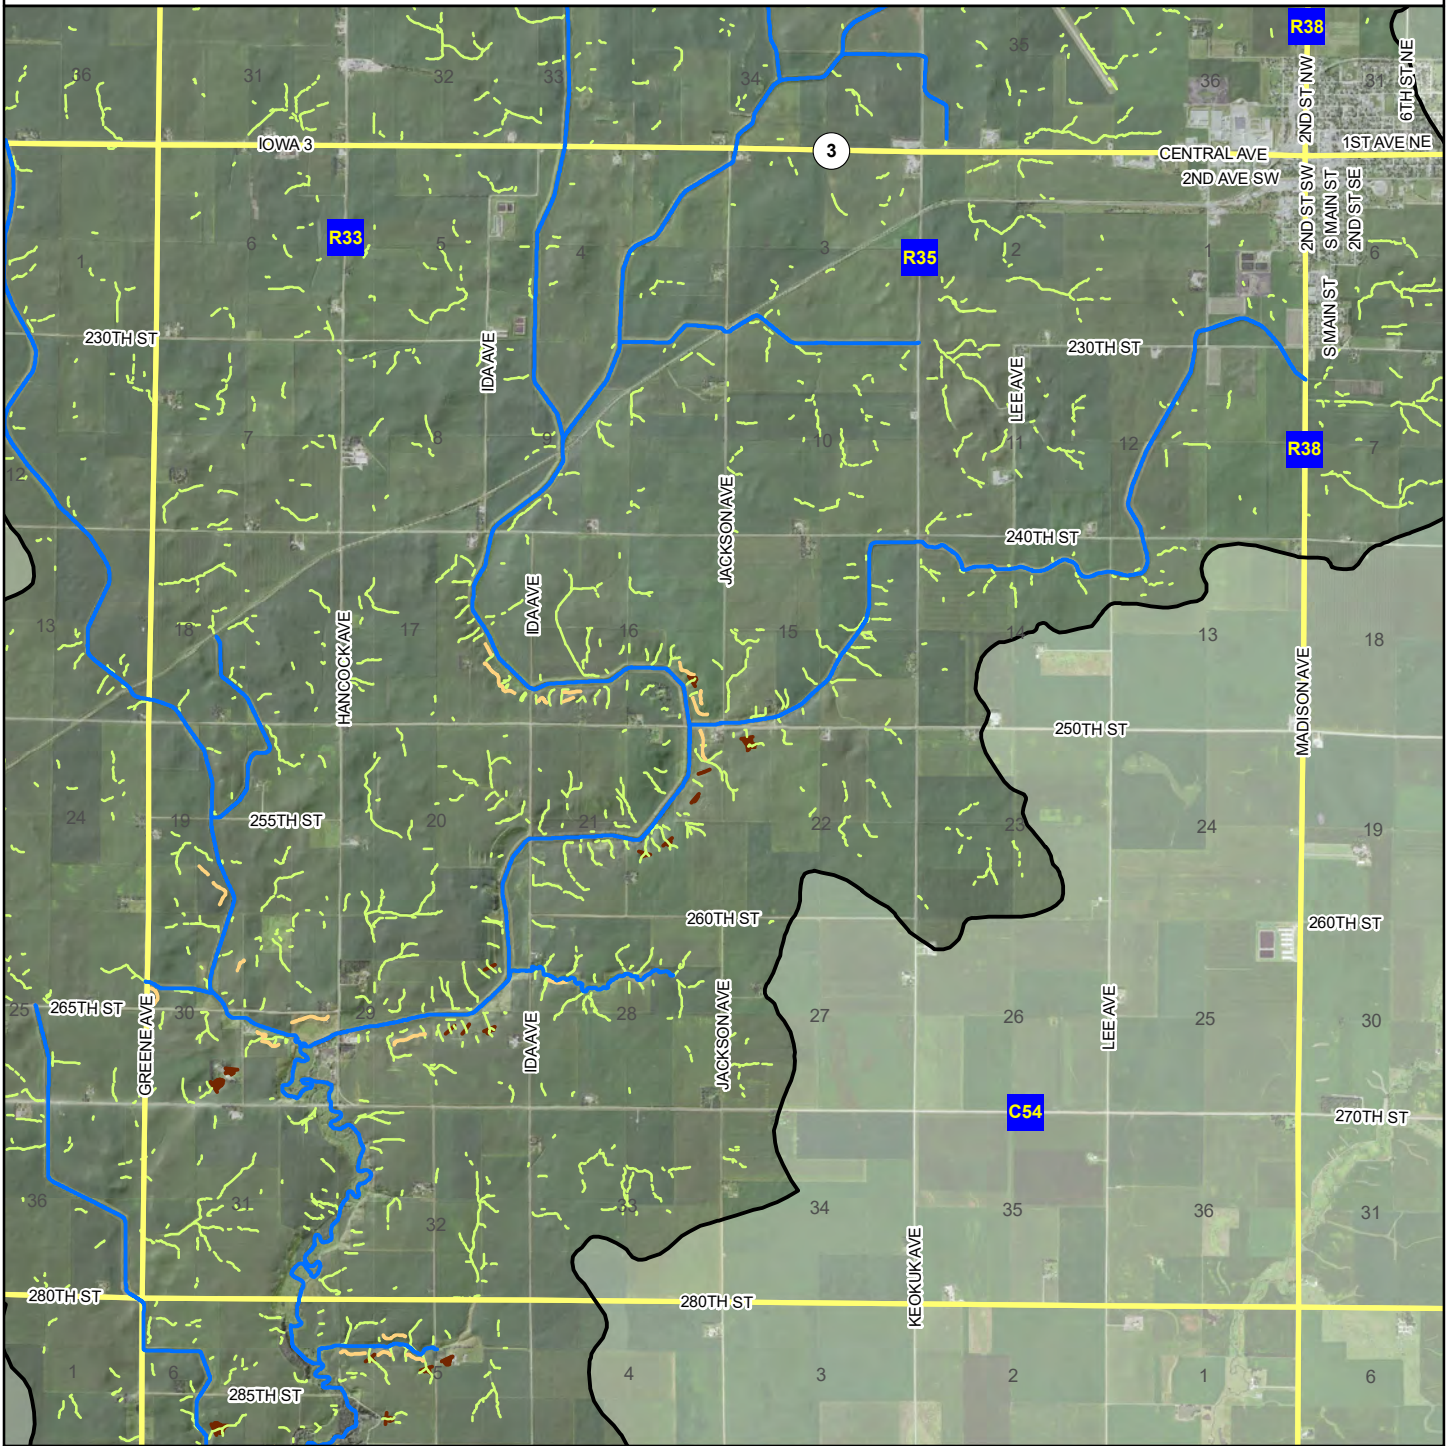 R38
6TH ST NE
2ND ST NW
35
36 31 32 33 34 36 31
IOWA 3
3
CENTRAL AVE
1ST AVE NE
2ND AVE SW
2ND ST SW
S MAIN ST
2ND ST SE
R33
R35
1 6 5 4 3 2 1 6
S MAIN ST
230TH ST
IDA AVE
230TH ST
LEE AVE
12 7 8 9 10 11 12 7
R38
JACKSON AVE
240TH ST
IDA AVE
HANCOCK AVE
13 18 17 16 15 14 13 18
MADISON AVE
250TH ST
24 19 20 21 22 23 24 19
255TH ST
260TH ST
260TH ST
265TH ST
GREENE AVE
IDA AVE
JACKSON AVE
LEE AVE
25 30 29 28 27 26 25 30
C54
270TH ST
36 31 32 33 34 35 36 31
KEOKUK AVE
280TH ST
280TH ST
1 6 5 4 3 2 1 6
285TH ST